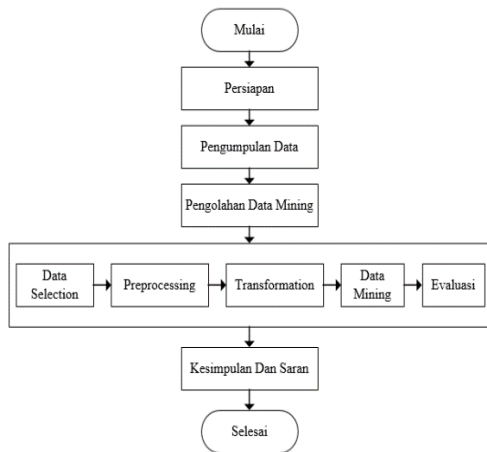 Mulai
Persiapan
Pengumpulan Data
Pengolahan Data Mining
Data
Selection
Preprocessing
Transformation
Data
Mining
Evaluasi
Kesimpulan Dan Saran
Selesai